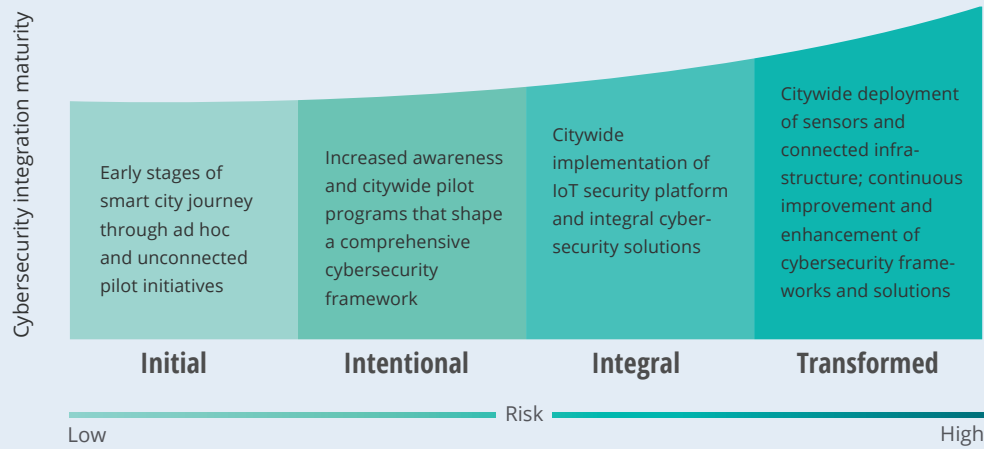 Cybersecurity integration maturity
Early stages of
smart city journey
through ad hoc
and unconnected
pilot initiatives
Increased awareness
and citywide pilot
programs that shape
a comprehensive
cybersecurity
framework
Citywide
implementation of
IoT security platform
and integral cyber-
security solutions
Citywide deployment
of sensors and
connected infra-
structure; continuous
improvement and
enhancement of
cybersecurity frame-
works and solutions
Initial
Intentional
Integral
Transformed
Risk
Low
High